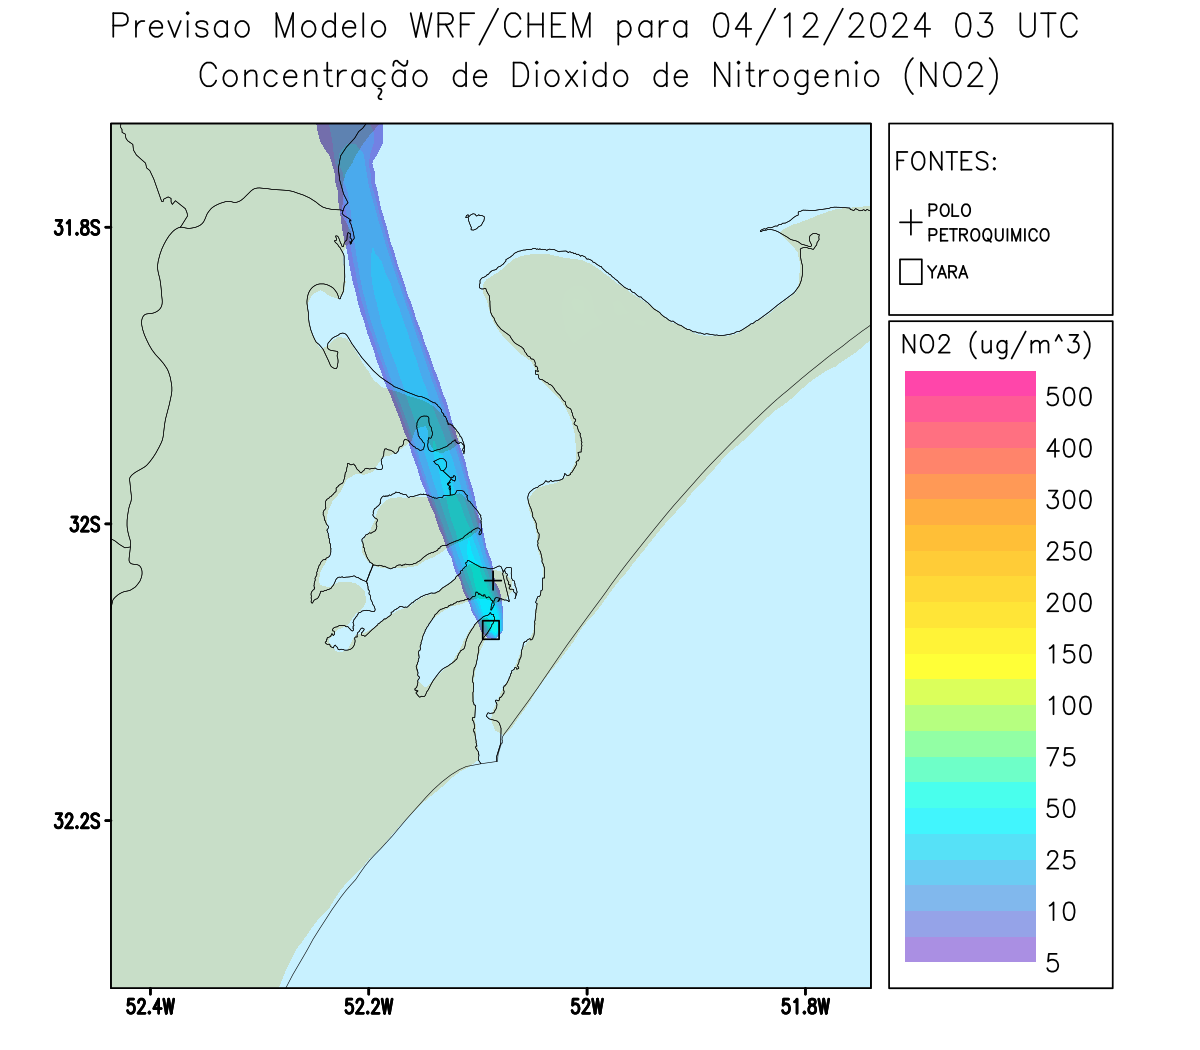 Previsao Modelo WRF/CHEM para 04/12/2024 03 UTC
Concentração de Dioxido de Nitrogenio (NO2)
FONTES:
POLO
PETROQUIMICO
YARA
NO2 (ug/m^3)
500
400
300
250
200
150
100
75
50
25
10
5
31.8S
32S
32.2S
52.4W
52.2W
52W
51.8W